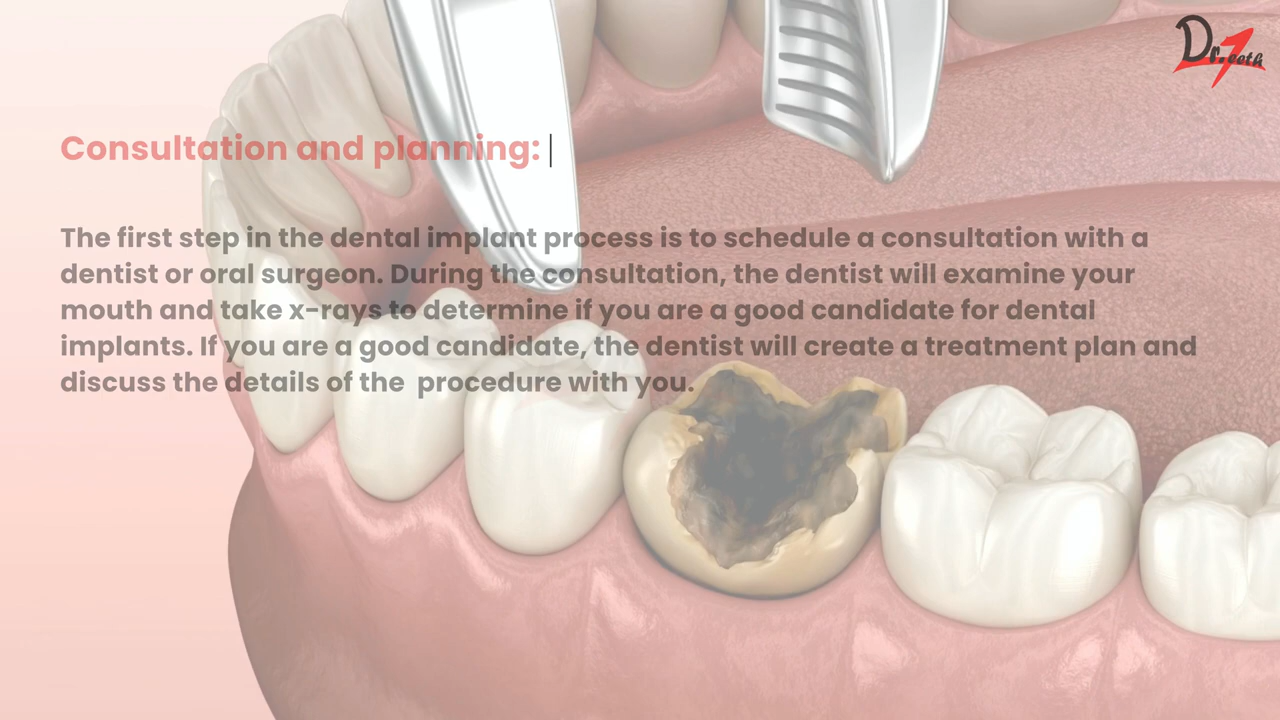 Dr.Tooth
Consultation and planning:
The first step in the dental implant process is to schedule a consultation with a
dentist or oral surgeon. During the consultation, the dentist will examine your
mouth and take x-rays to determine if you are a good candidate for dental
implants. If you are a good candidate, the dentist will create a treatment plan and
discuss the details of the procedure with you.